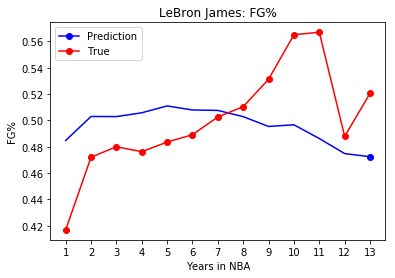 LeBron James: FG%
Prediction
True
0.56
0.54
0.52
0.50
0.48
0.46
0.44
0.42
FG%
1 2 3 4 5 6 7 8 9 10 11 12 13
Years in NBA